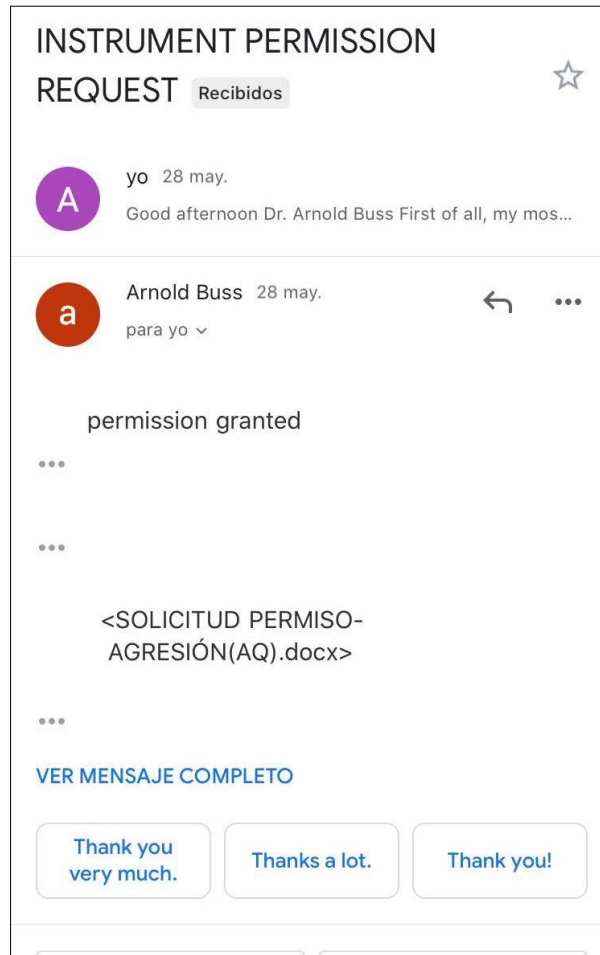 INSTRUMENT PERMISSION
REQUEST Recibidos
A
yo 28 may.
Good afternoon Dr. Arnold Buss First of all, my mos...
a
Arnold Buss 28 may.
para yo
permission granted
<SOLICITUD PERMISO-
AGRESIÓN(AQ).docx>
VER MENSAJE COMPLETO
Thank you
very much.
Thanks a lot.
Thank you!